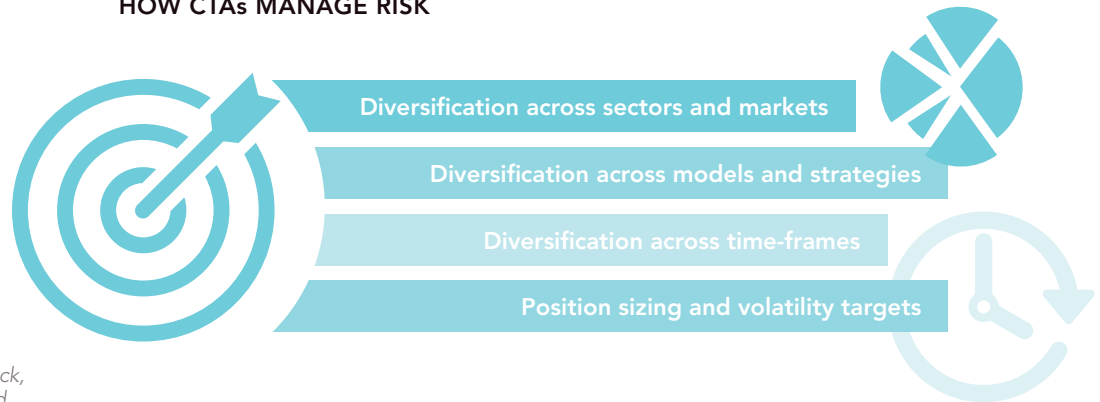 HOW CTAs MANAGE RISK
Diversification across sectors and markets
Diversification across models and strategies
Diversification across time-frames
Position sizing and volatility targets